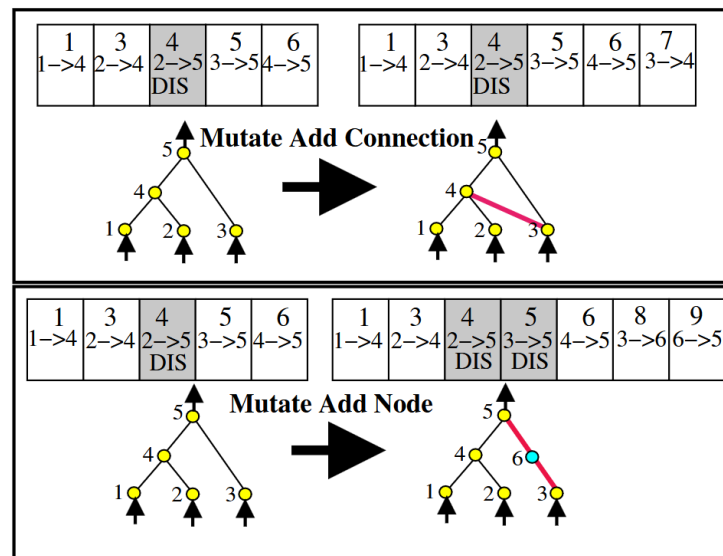 1 3 4 5 6
1->4 2->4 2->5 3->5 4->5
DIS
1 3 4 5 6 7
1->4 2->4 2->5 3->5 4->5 3->4
DIS
Mutate Add Connection
5
4
1 2 3
5
4
1 2 3
1 3 4 5 6
1->4 2->4 2->5 3->5 4->5
DIS
1 3 4 5 6 8 9
1->4 2->4 2->5 3->5 4->5 3->6 6->5
DIS DIS
Mutate Add Node
5
4
1 2 3
5
4
6
1 2 3